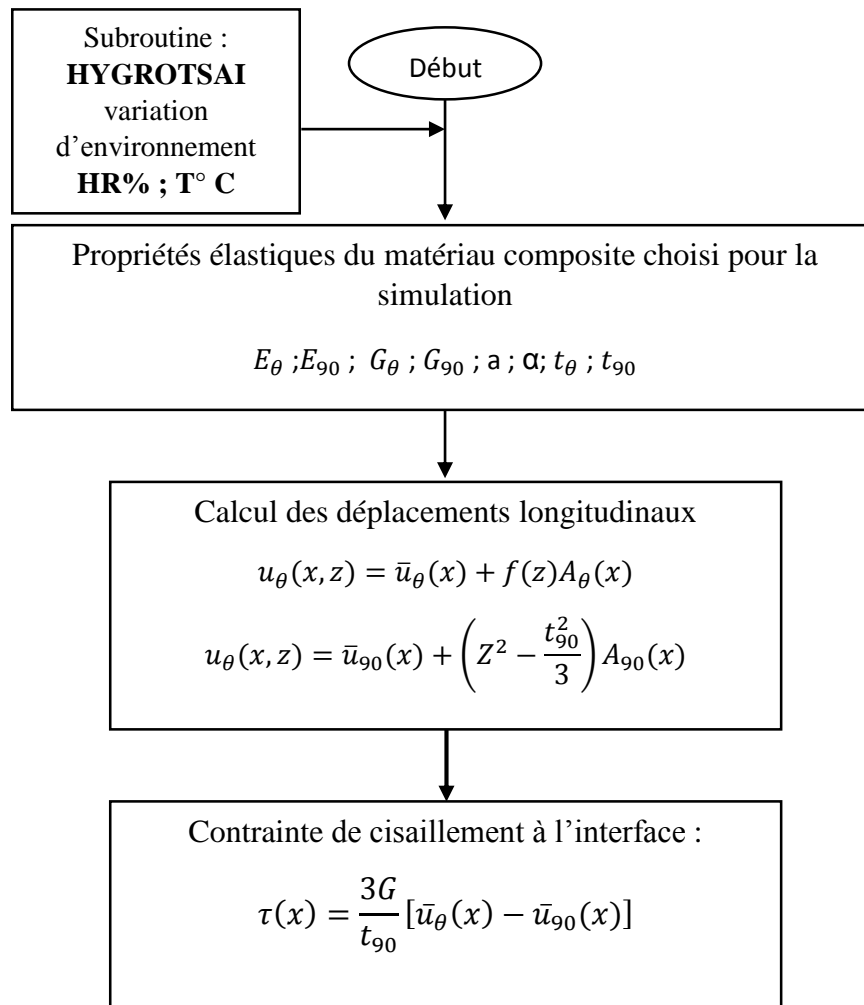 Subroutine :
HYGROTSAI
variation
d’environnement
HR% ; T° C
Début
Propriétés élastiques du matériau composite choisi pour la
simulation
E_θ ;E_90 ; G_θ ; G_90 ; a ; α; t_θ ; t_90
Calcul des déplacements longitudinaux
u_θ(x, z) = ū_θ(x) + f(z)A_θ(x)
u_θ(x, z) = ū_90(x) + (Z² − t_90²/3) A_90(x)
Contrainte de cisaillement à l’interface :
τ(x) = 3G/t_90 [ū_θ(x) − ū_90(x)]